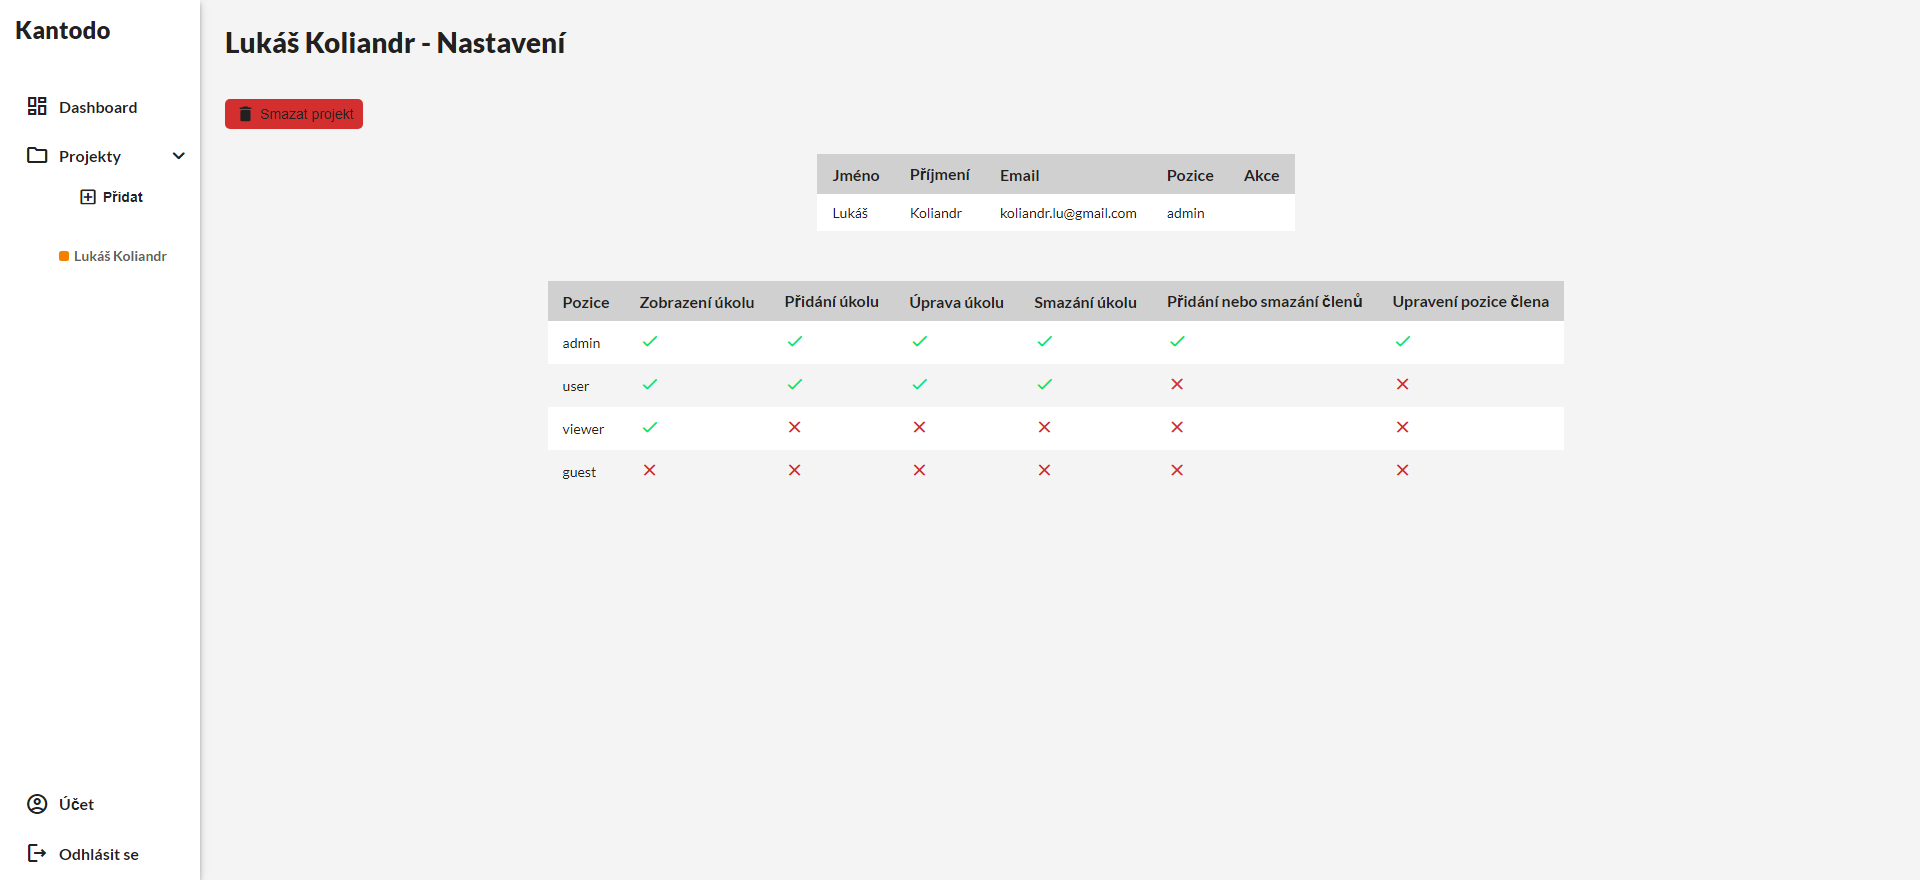 Kantodo
Dashboard
Projekty
Přidat
Lukáš Koliandr
Účet
Odhlásit se
Lukáš Koliandr - Nastavení
Smazat projekt
Jméno Příjmení Email Pozice Akce
Lukáš Koliandr koliandr.lu@gmail.com admin
Pozice Zobrazení úkolu Přidání úkolu Úprava úkolu Smazání úkolu Přidání nebo smazání členů Upravení pozice člena
admin
user
viewer
guest